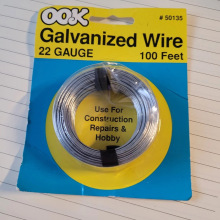 OOK
# 50135
Galvanized Wire
22 GAUGE 100 Feet
Use For
Construction
Repairs &
Hobby